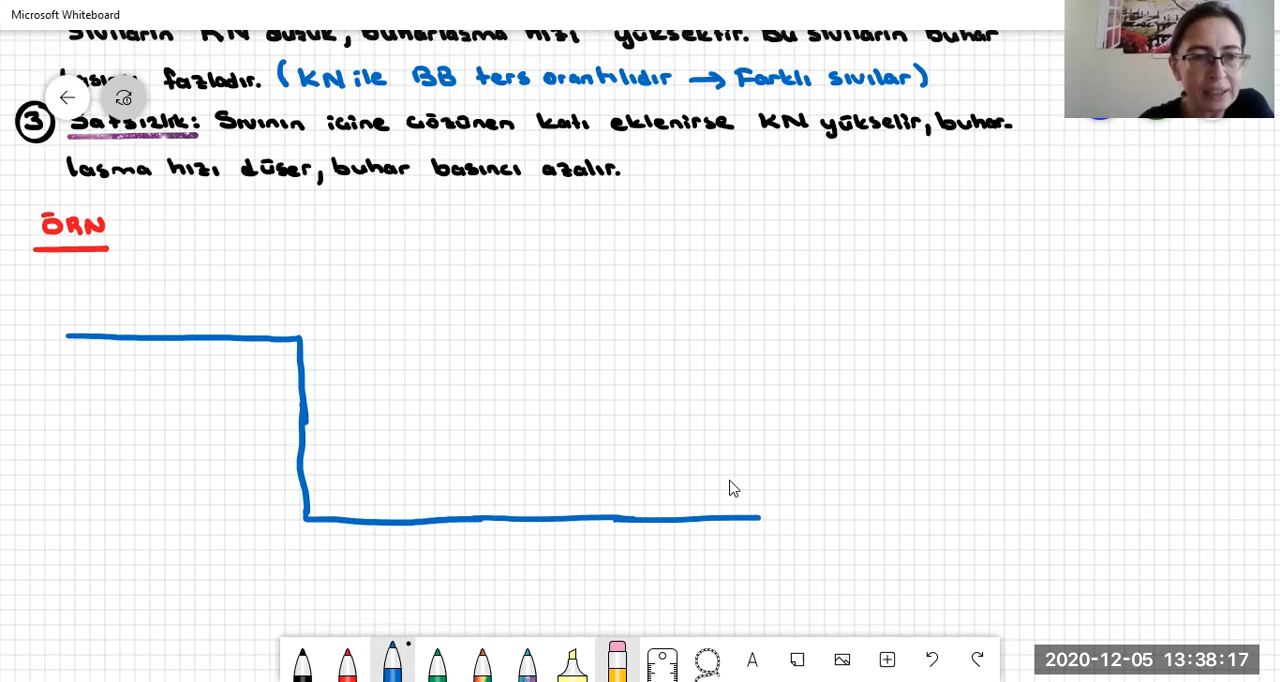 Microsoft Whiteboard
sıvıların KN düşük, buharlaşma hızı yüksektir. Bu sıvıların buhar
fazladır. (KN ile BB ters orantılıdır → Farklı sıvılar)
3 Safsızlık: Sıvının içine çözünen katı eklenirse KN yükselir, buhar-
laşma hızı düşer, buhar basıncı azalır.
ÖRN
2020-12-05 13:38:17